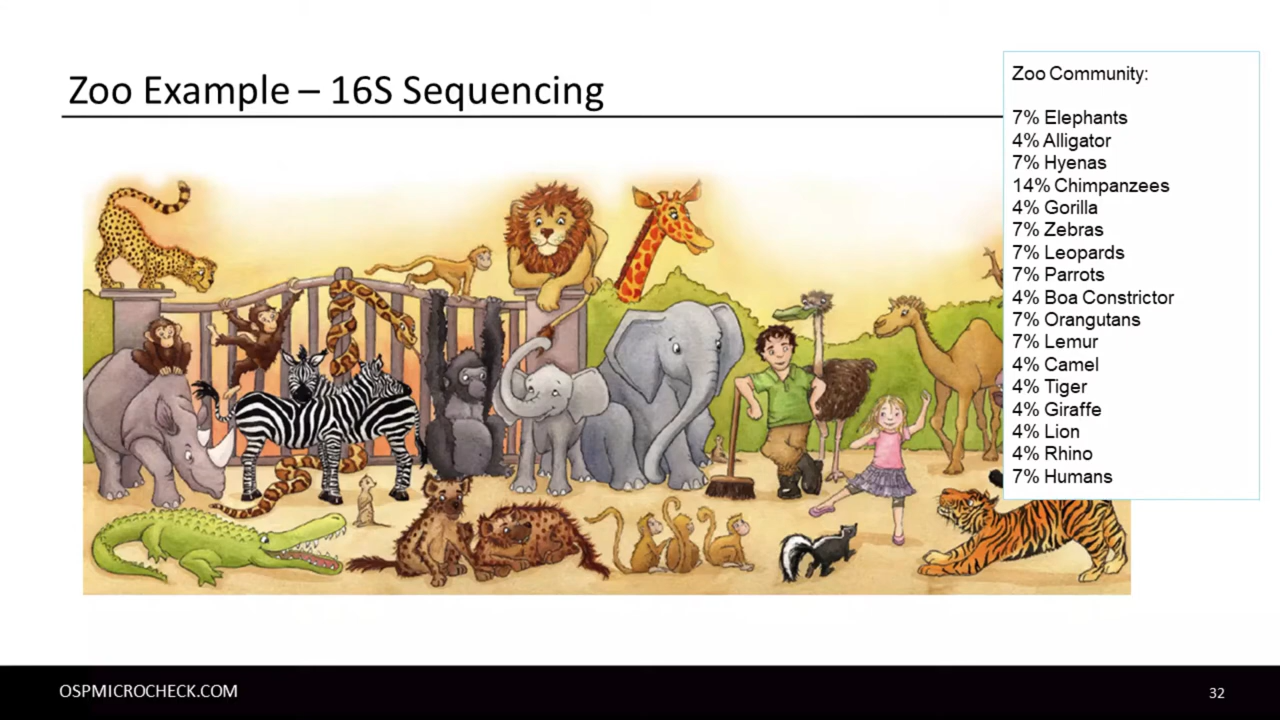 Zoo Example – 16S Sequencing
Zoo Community:
7% Elephants
4% Alligator
7% Hyenas
14% Chimpanzees
4% Gorilla
7% Zebras
7% Leopards
7% Parrots
4% Boa Constrictor
7% Orangutans
7% Lemur
4% Camel
4% Tiger
4% Giraffe
4% Lion
4% Rhino
7% Humans
OSPMICROCHECK.COM
32